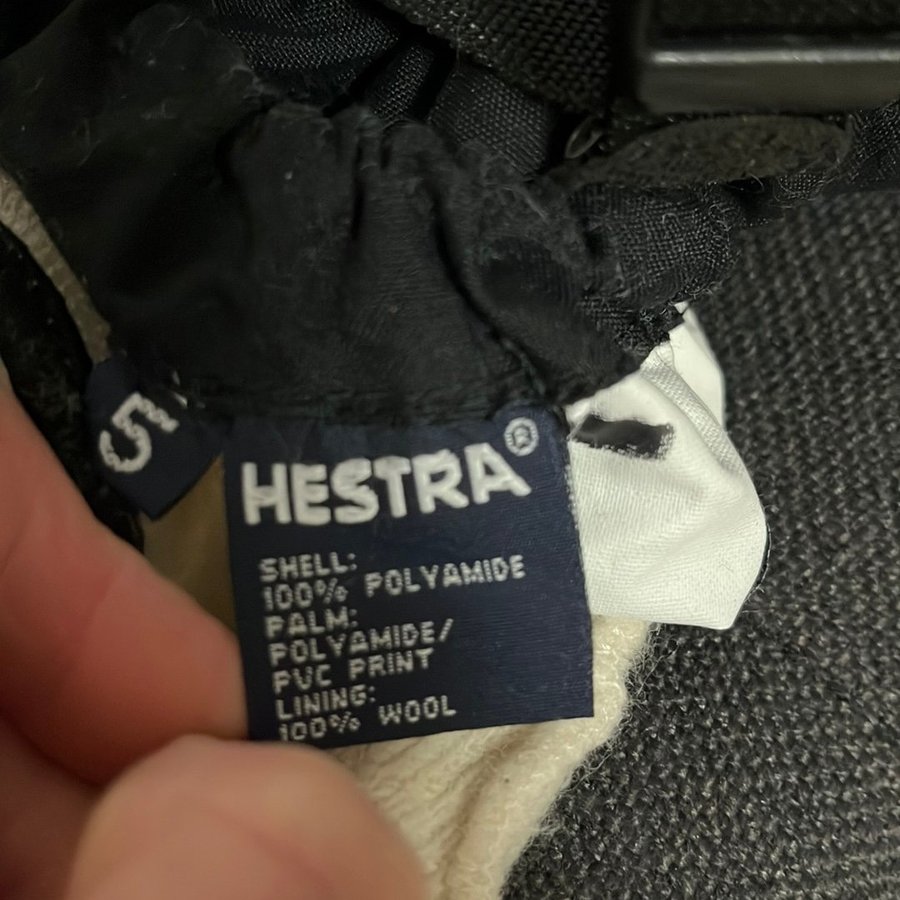 5
HESTRA®
SHELL:
100% POLYAMIDE
PALM:
POLYAMIDE/
PVC PRINT
LINING:
100% WOOL